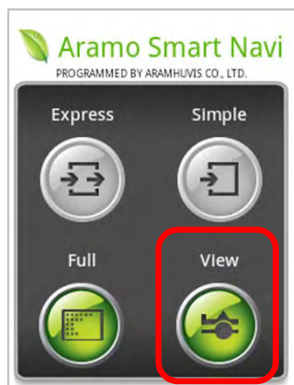 Aramo Smart Navi
PROGRAMMED BY ARAMHUVIS CO., LTD.
Express Simple
Full View